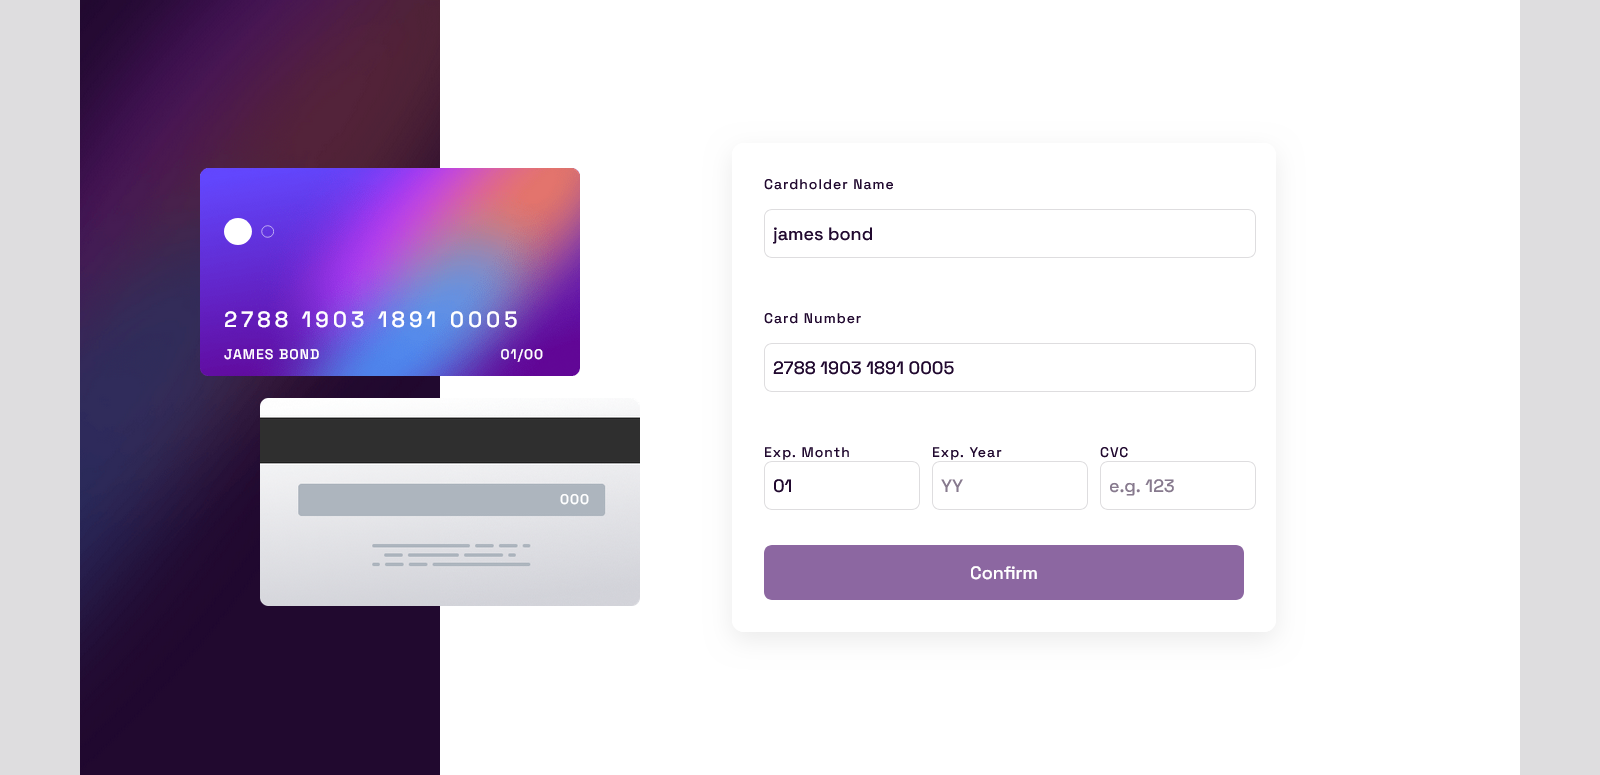 2788 1903 1891 0005
JAMES BOND 01/00
000
Cardholder Name
james bond
Card Number
2788 1903 1891 0005
Exp. Month Exp. Year CVC
01 YY e.g. 123
Confirm